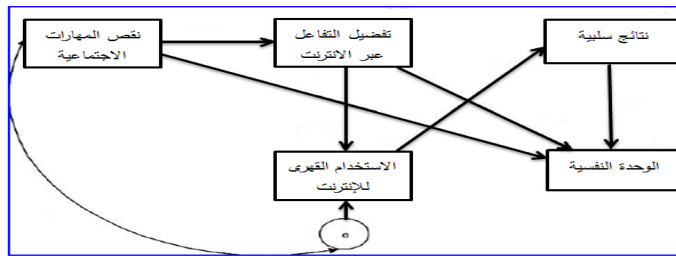 نقص المهارات
الاجتماعية
تفضيل التفاعل
عبر الانترنت
نتائج سلبية
الاستخدام القهرى
للإنترنت
الوحدة النفسية
e